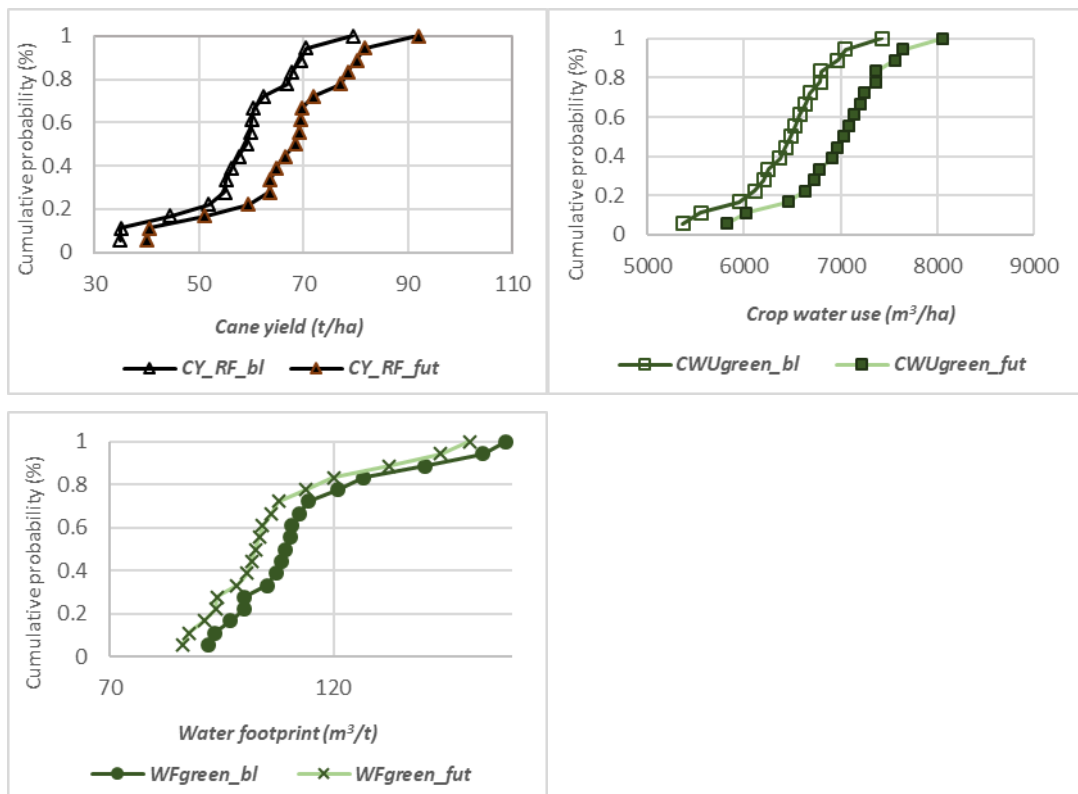 Cumulative probability (%)
1
0.8
0.6
0.4
0.2
0
30 50 70 90 110
Cane yield (t/ha)
CY_RF_bl CY_RF_fut
Cumulative probability (%)
1
0.8
0.6
0.4
0.2
0
5000 6000 7000 8000 9000
Crop water use (m³/ha)
CWUgreen_bl CWUgreen_fut
Cumulative probability (%)
1
0.8
0.6
0.4
0.2
0
70 120
Water footprint (m³/t)
WFgreen_bl WFgreen_fut